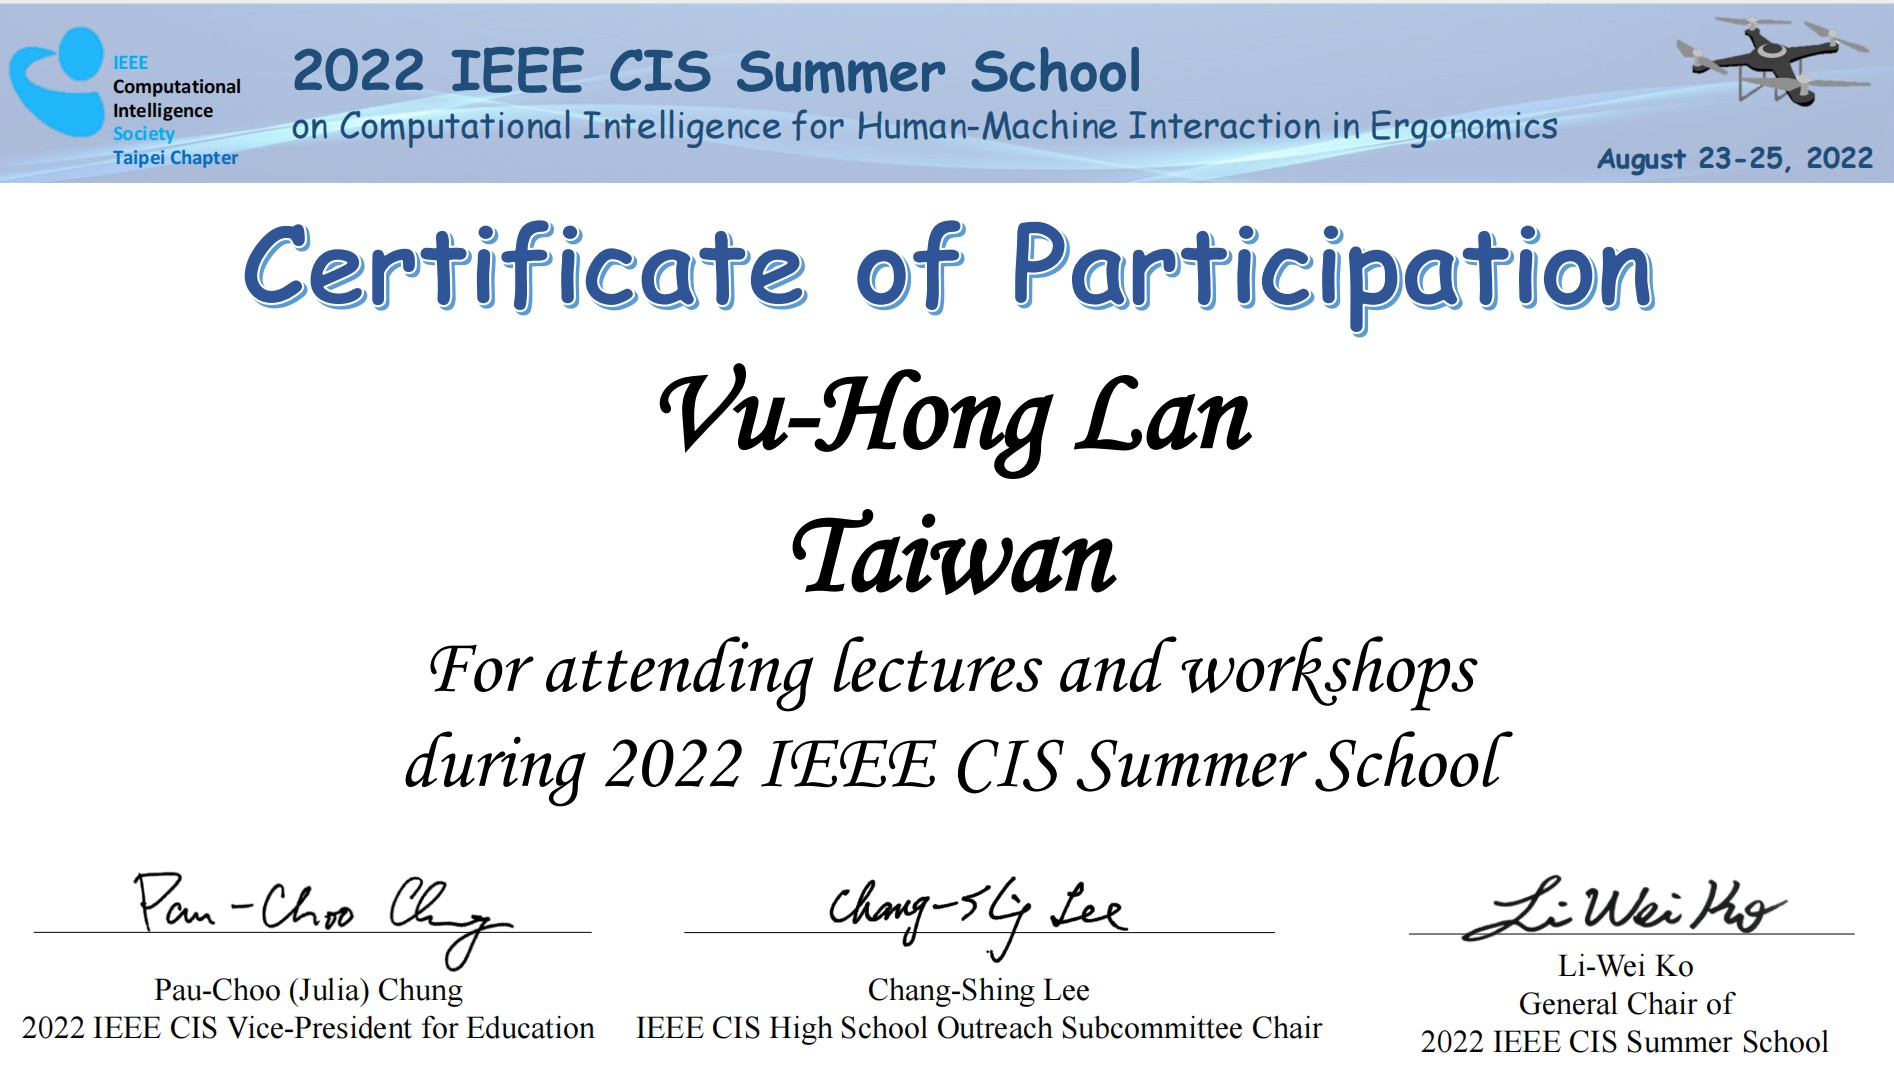 IEEE
Computational
Intelligence
Society
Taipei Chapter
2022 IEEE CIS Summer School
on Computational Intelligence for Human-Machine Interaction in Ergonomics
August 23-25, 2022
Certificate of Participation
Vu-Hong Lan
Taiwan
For attending lectures and workshops
during 2022 IEEE CIS Summer School
Pau-Choo Chung
Chang-Shing Lee
Li-Wei Ko
Pau-Choo (Julia) Chung
2022 IEEE CIS Vice-President for Education
Chang-Shing Lee
IEEE CIS High School Outreach Subcommittee Chair
Li-Wei Ko
General Chair of
2022 IEEE CIS Summer School